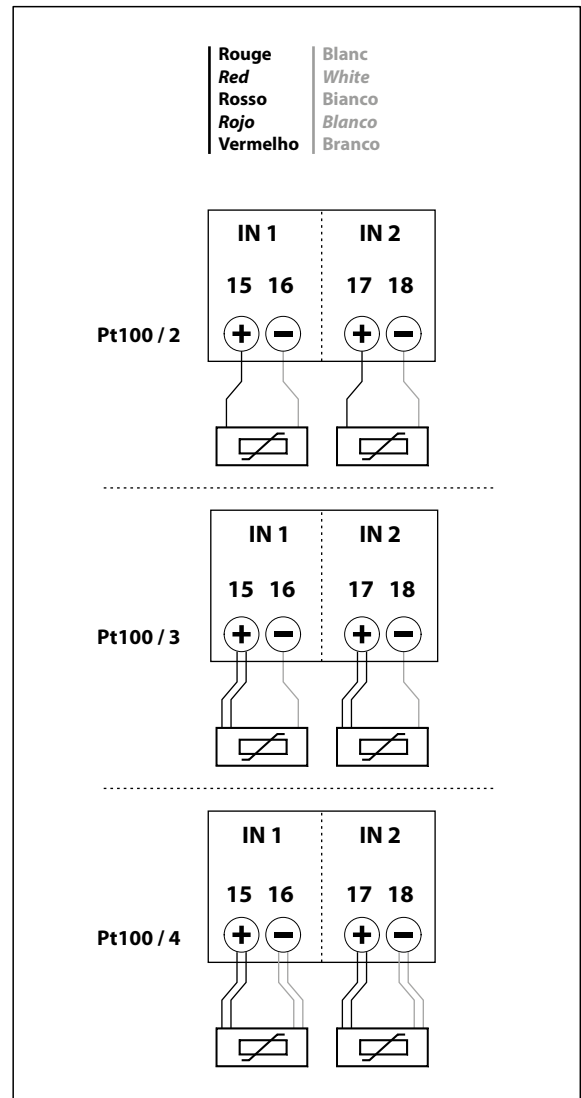 Rouge Blanc
Red White
Rosso Bianco
Rojo Blanco
Vermelho Branco
IN 1 IN 2
15 16 17 18
Pt100 / 2 + − + −
IN 1 IN 2
15 16 17 18
Pt100 / 3 + − + −
IN 1 IN 2
15 16 17 18
Pt100 / 4 + − + −